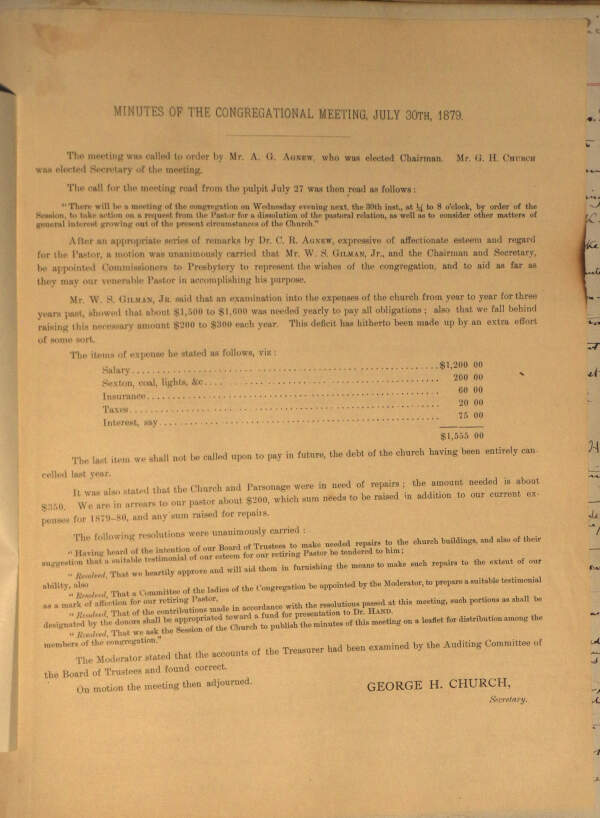 MINUTES OF THE CONGREGATIONAL MEETING, JULY 30TH, 1879.
The meeting was called to order by Mr. A. G. AGNEW, who was elected Chairman. Mr. G. H. CHURCH
was elected Secretary of the meeting.
The call for the meeting read from the pulpit July 27 was then read as follows :
"There will be a meeting of the congregation on Wednesday evening next, the 30th inst., at ¼ to 8 o'clock, by order of the
Session, to take action on a request from the Pastor for a dissolution of the pastoral relation, as well as to consider other matters of
general interest growing out of the present circumstances of the Church."
After an appropriate series of remarks by Dr. C. R. AGNEW, expressive of affectionate esteem and regard
for the Pastor, a motion was unanimously carried that Mr. W. S. GILMAN, Jr., and the Chairman and Secretary,
be appointed Commissioners to Presbytery to represent the wishes of the congregation, and to aid as far as
they may our venerable Pastor in accomplishing his purpose.
Mr. W. S. GILMAN, JR. said that an examination into the expenses of the church from year to year for three
years past, showed that about $1,500 to $1,600 was needed yearly to pay all obligations ; also that we fall behind
raising this necessary amount $200 to $300 each year. This deficit has hitherto been made up by an extra effort
of some sort.
The items of expense he stated as follows, viz :
Salary........................................$1,200 00
Sexton, coal, lights, &c........................................ 200 00
Insurance........................................ 60 00
Taxes........................................ 20 00
Interest, say........................................ 75 00
$1,555 00
The last item we shall not be called upon to pay in future, the debt of the church having been entirely can-
celled last year.
It was also stated that the Church and Parsonage were in need of repairs ; the amount needed is about
$350. We are in arrears to our pastor about $200, which sum needs to be raised in addition to our current ex-
penses for 1879-80, and any sum raised for repairs.
The following resolutions were unanimously carried :
"Having heard of the intention of our Board of Trustees to make needed repairs to the church buildings, and also of their
suggestion that a suitable testimonial of our esteem for our retiring Pastor be tendered to him ;
"Resolved, That we heartily approve and will aid them in furnishing the means to make such repairs to the extent of our
ability, also
"Resolved, That a Committee of the ladies of the Congregation be appointed by the Moderator, to prepare a suitable testimonial
as a mark of affection for our retiring Pastor,
"Resolved, That of the contributions made in accordance with the resolutions passed at this meeting, such portions as shall be
designated by the donors shall be appropriated toward a fund for presentation to Dr. HAND.
"Resolved, That we ask the Session of the Church to publish the minutes of this meeting on a leaflet for distribution among the
members of the congregation."
The Moderator stated that the accounts of the Treasurer had been examined by the Auditing Committee of
the Board of Trustees and found correct.
On motion the meeting then adjourned.
GEORGE H. CHURCH,
Secretary.